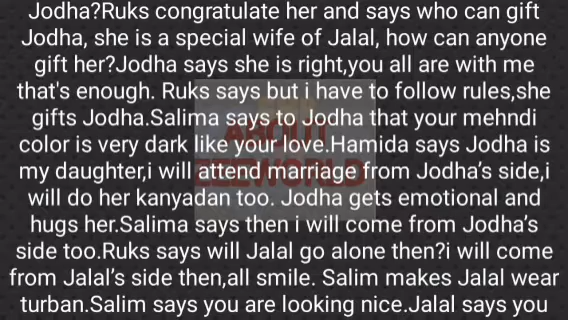 Jodha?Ruks congratulate her and says who can gift
Jodha, she is a special wife of Jalal, how can anyone
gift her?Jodha says she is right,you all are with me
that's enough. Ruks says but i have to follow rules,she
gifts Jodha.Salima says to Jodha that your mehndi
color is very dark like your love.Hamida says Jodha is
my daughter,i will attend marriage from Jodha’s side,i
will do her kanyadan too. Jodha gets emotional and
hugs her.Salima says then i will come from Jodha’s
side too.Ruks says will Jalal go alone then?i will come
from Jalal’s side then,all smile. Salim makes Jalal wear
turban.Salim says you are looking nice.Jalal says you
ABOUT
ZEEWORLD